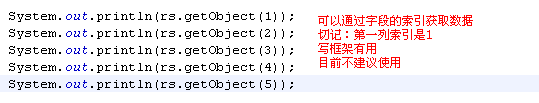 System.out.println(rs.getObject(1));
System.out.println(rs.getObject(2));
System.out.println(rs.getObject(3));
System.out.println(rs.getObject(4));
System.out.println(rs.getObject(5));
可以通过字段的索引获取数据
切记：第一列索引是1
写框架有用
目前不建议使用